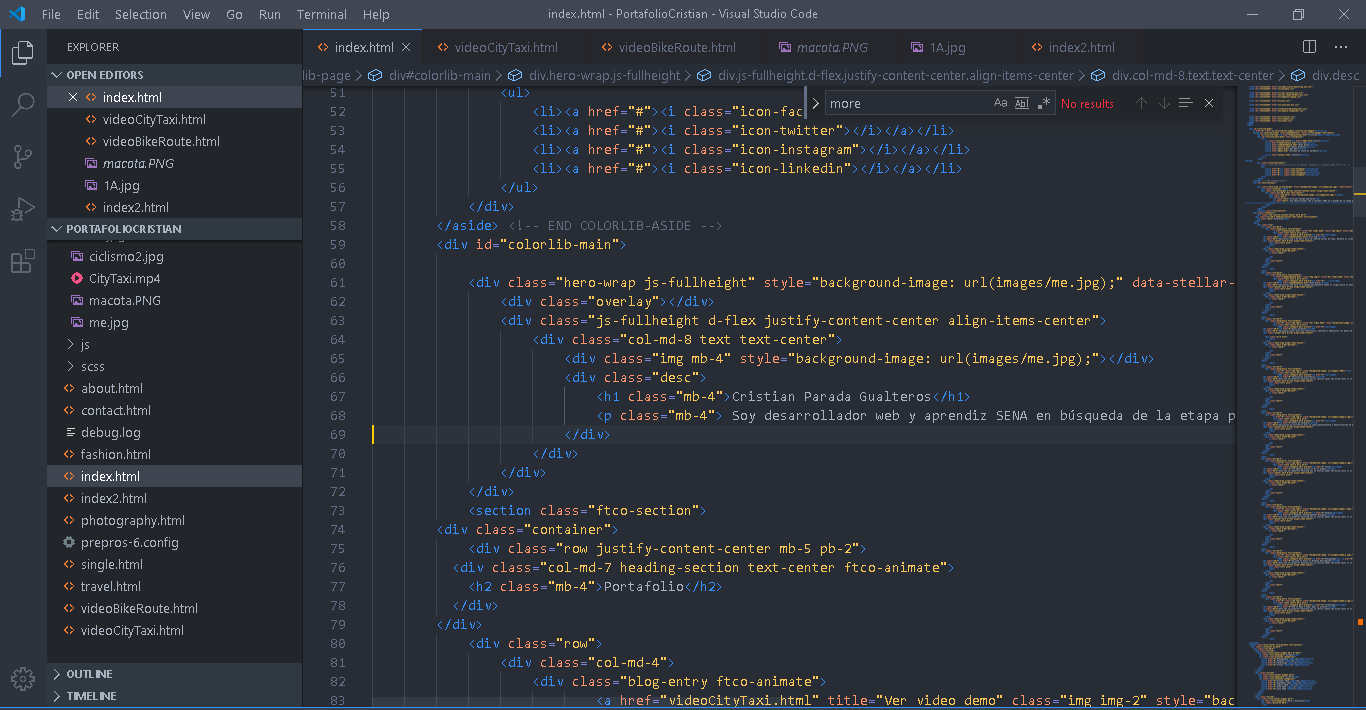 File Edit Selection View Go Run Terminal Help index.html - PortafolioCristian - Visual Studio Code
EXPLORER
OPEN EDITORS
index.html
videoCityTaxi.html
videoBikeRoute.html
macota.PNG
1A.jpg
index2.html
PORTAFOLIOCRISTIAN
ciclismo2.jpg
CityTaxi.mp4
macota.PNG
me.jpg
js
scss
about.html
contact.html
debug.log
fashion.html
index.html
index2.html
photography.html
prepros-6.config
single.html
travel.html
videoBikeRoute.html
videoCityTaxi.html
OUTLINE
TIMELINE
index.html videoCityTaxi.html videoBikeRoute.html macota.PNG 1A.jpg index2.html
lib-page > div#colorlib-main > div.hero-wrap.js-fullheight > div.js-fullheight.d-flex.justify-content-center.align-items-center > div.col-md-8.text.text-center > div.desc
more Aa Abl .* No results
51 <ul>
52 <li><a href="#"><i class="icon-fac
53 <li><a href="#"><i class="icon-twitter"></i></a></li>
54 <li><a href="#"><i class="icon-instagram"></i></a></li>
55 <li><a href="#"><i class="icon-linkedin"></i></a></li>
56 </ul>
57 </div>
58 </aside> <!-- END COLORLIB-ASIDE -->
59 <div id="colorlib-main">
60
61 <div class="hero-wrap js-fullheight" style="background-image: url(images/me.jpg);" data-stellar-
62 <div class="overlay"></div>
63 <div class="js-fullheight d-flex justify-content-center align-items-center">
64 <div class="col-md-8 text text-center">
65 <div class="img mb-4" style="background-image: url(images/me.jpg);"></div>
66 <div class="desc">
67 <h1 class="mb-4">Cristian Parada Gualteros</h1>
68 <p class="mb-4"> Soy desarrollador web y aprendiz SENA en búsqueda de la etapa p
69 </div>
70 </div>
71 </div>
72 </div>
73 <section class="ftco-section">
74 <div class="container">
75 <div class="row justify-content-center mb-5 pb-2">
76 <div class="col-md-7 heading-section text-center ftco-animate">
77 <h2 class="mb-4">Portafolio</h2>
78 </div>
79 </div>
80 <div class="row">
81 <div class="col-md-4">
82 <div class="blog-entry ftco-animate">
83 <a href="videoCityTaxi.html" title="Ver video demo" class="img img-2" style="bac